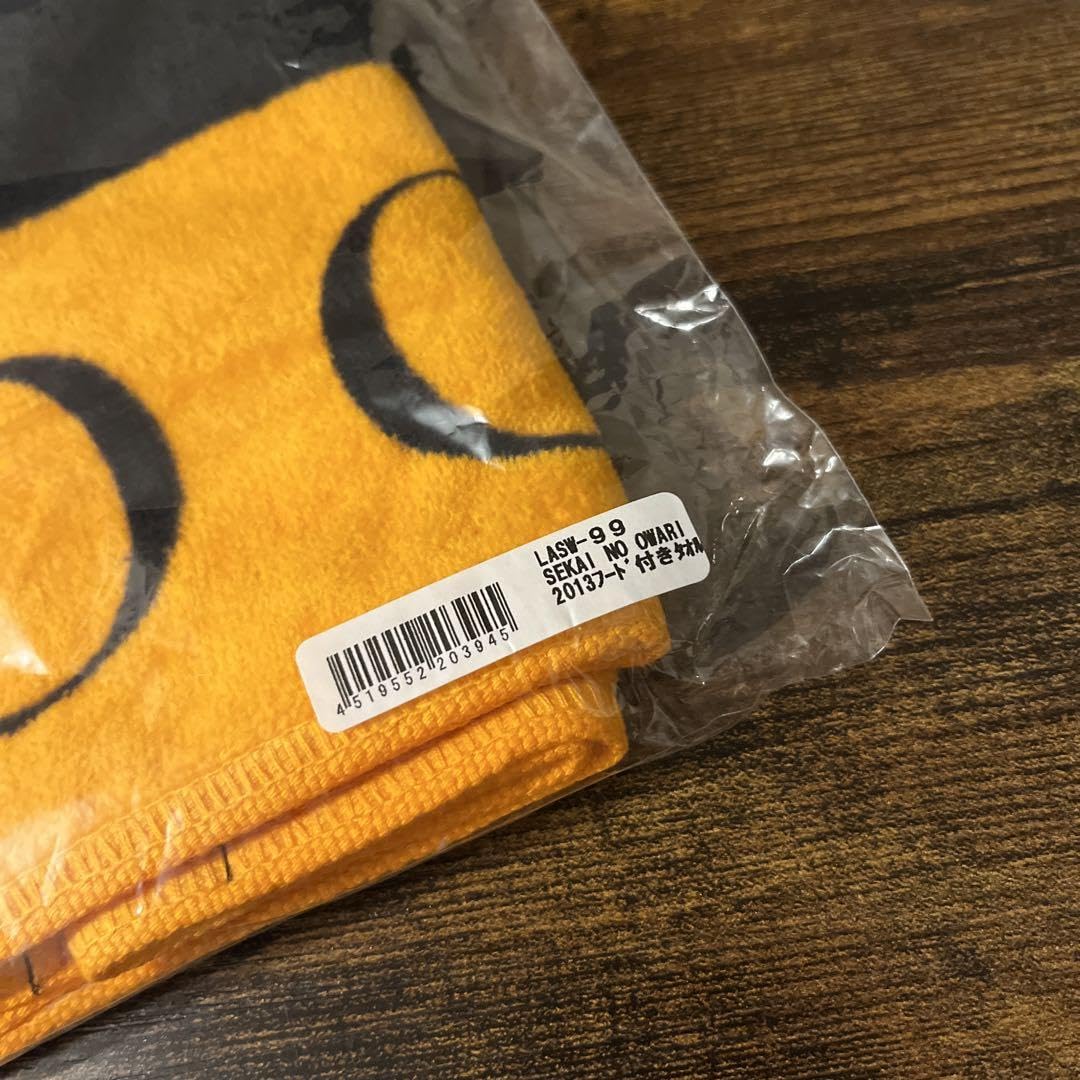 LASW-99
SEKAI NO OWARI
2013ﾌｰﾄﾞ付きﾀｵﾙ
4519552203945